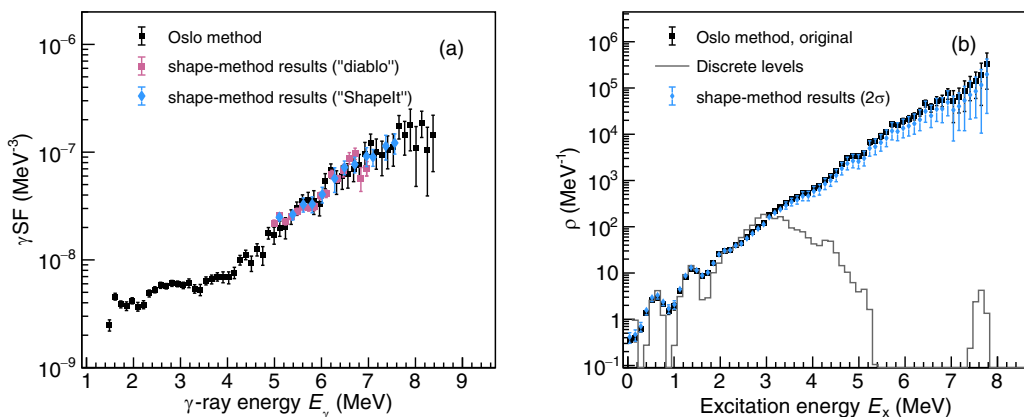 10⁻⁶
Oslo method
(a)
shape-method results ("diablo")
shape-method results ("ShapeIt")
10⁻⁷
γSF (MeV⁻³)
10⁻⁸
10⁻⁹
1 2 3 4 5 6 7 8 9
γ-ray energy Eγ (MeV)
10⁶
Oslo method, original
(b)
Discrete levels
10⁵
shape-method results (2σ)
10⁴
ρ (MeV⁻¹)
10³
10²
10
1
10⁻¹
0 1 2 3 4 5 6 7 8
Excitation energy Eₓ (MeV)